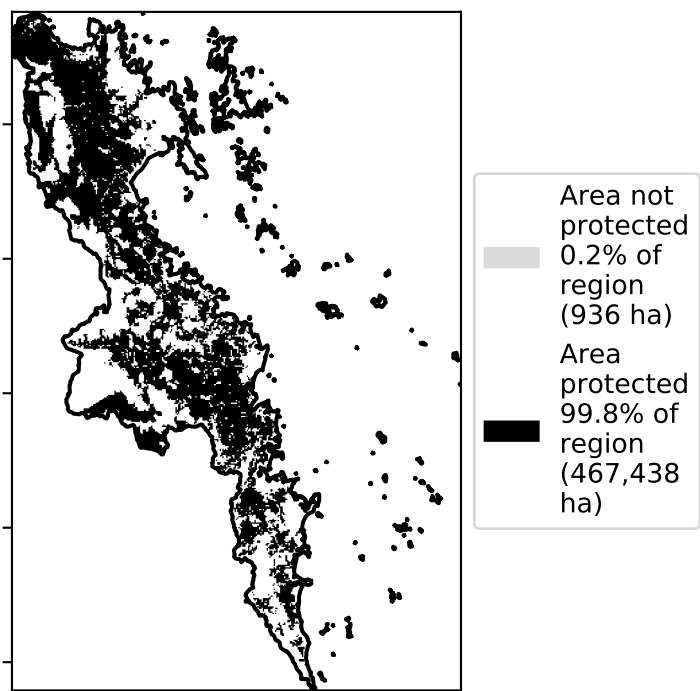 Area not
protected
0.2% of
region
(936 ha)
Area
protected
99.8% of
region
(467,438
ha)